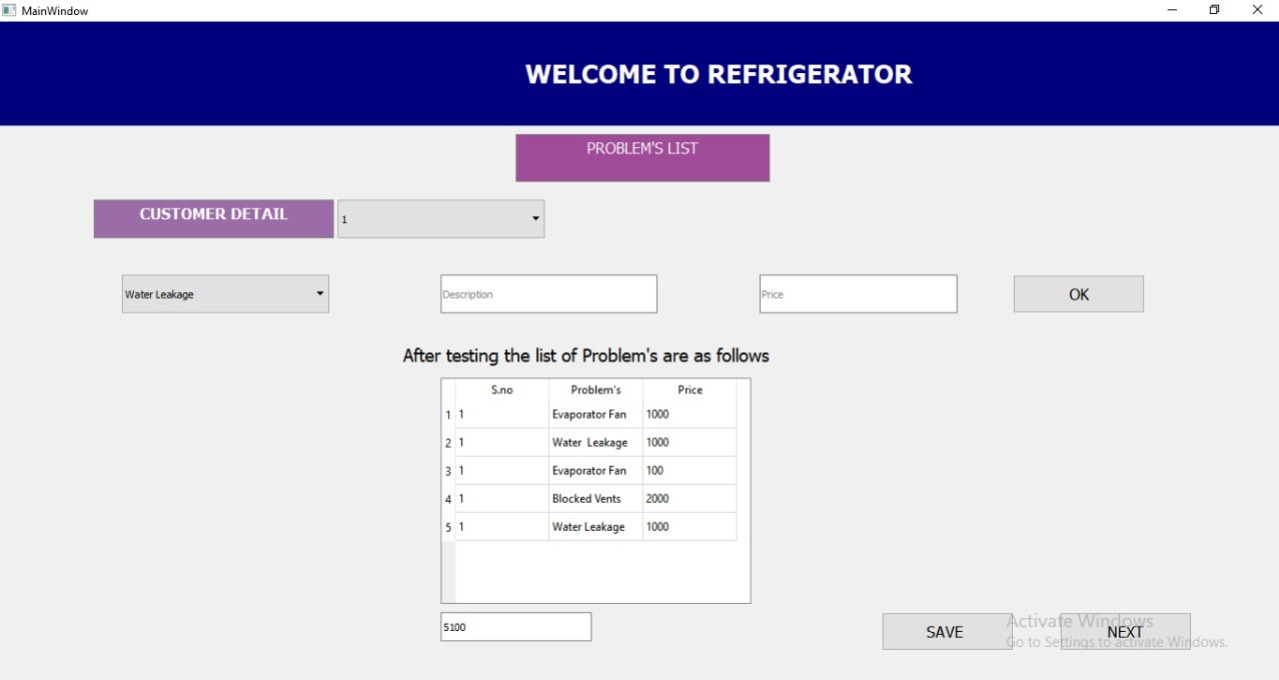 MainWindow
WELCOME TO REFRIGERATOR
PROBLEM'S LIST
CUSTOMER DETAIL 1
Water Leakage Description Price OK
After testing the list of Problem's are as follows
S.no Problem's Price
1 1 Evaporator Fan 1000
2 1 Water Leakage 1000
3 1 Evaporator Fan 100
4 1 Blocked Vents 2000
5 1 Water Leakage 1000
5100
SAVE NEXT
Activate Windows
Go to Settings to activate Windows.